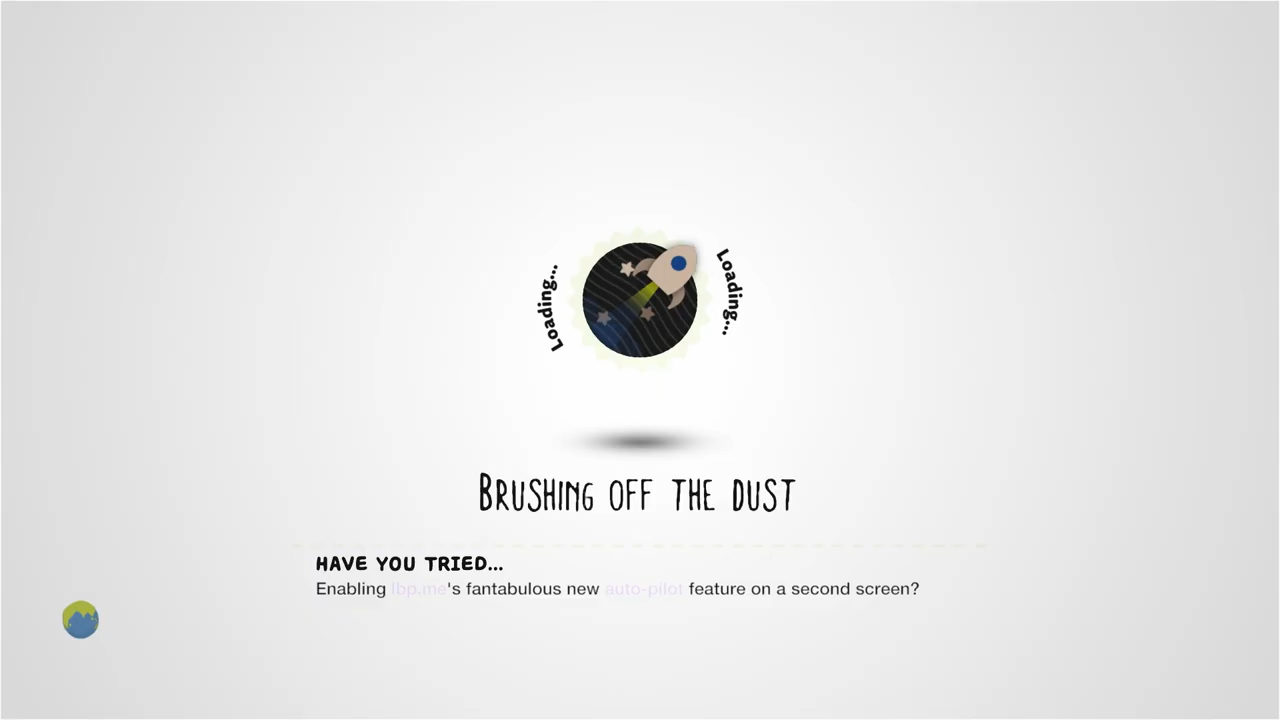 Loading...
Loading...
Brushing off the dust
HAVE YOU TRIED...
Enabling lbp.me's fantabulous new auto-pilot feature on a second screen?